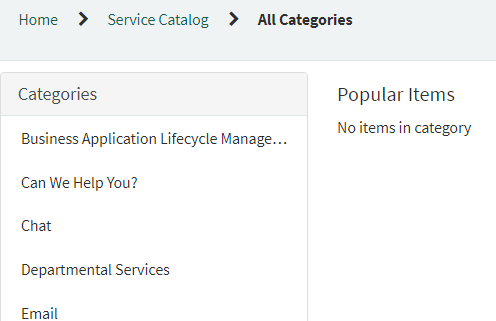 Home > Service Catalog > All Categories
Categories
Business Application Lifecycle Manage...
Can We Help You?
Chat
Departmental Services
Email
Popular Items
No items in category